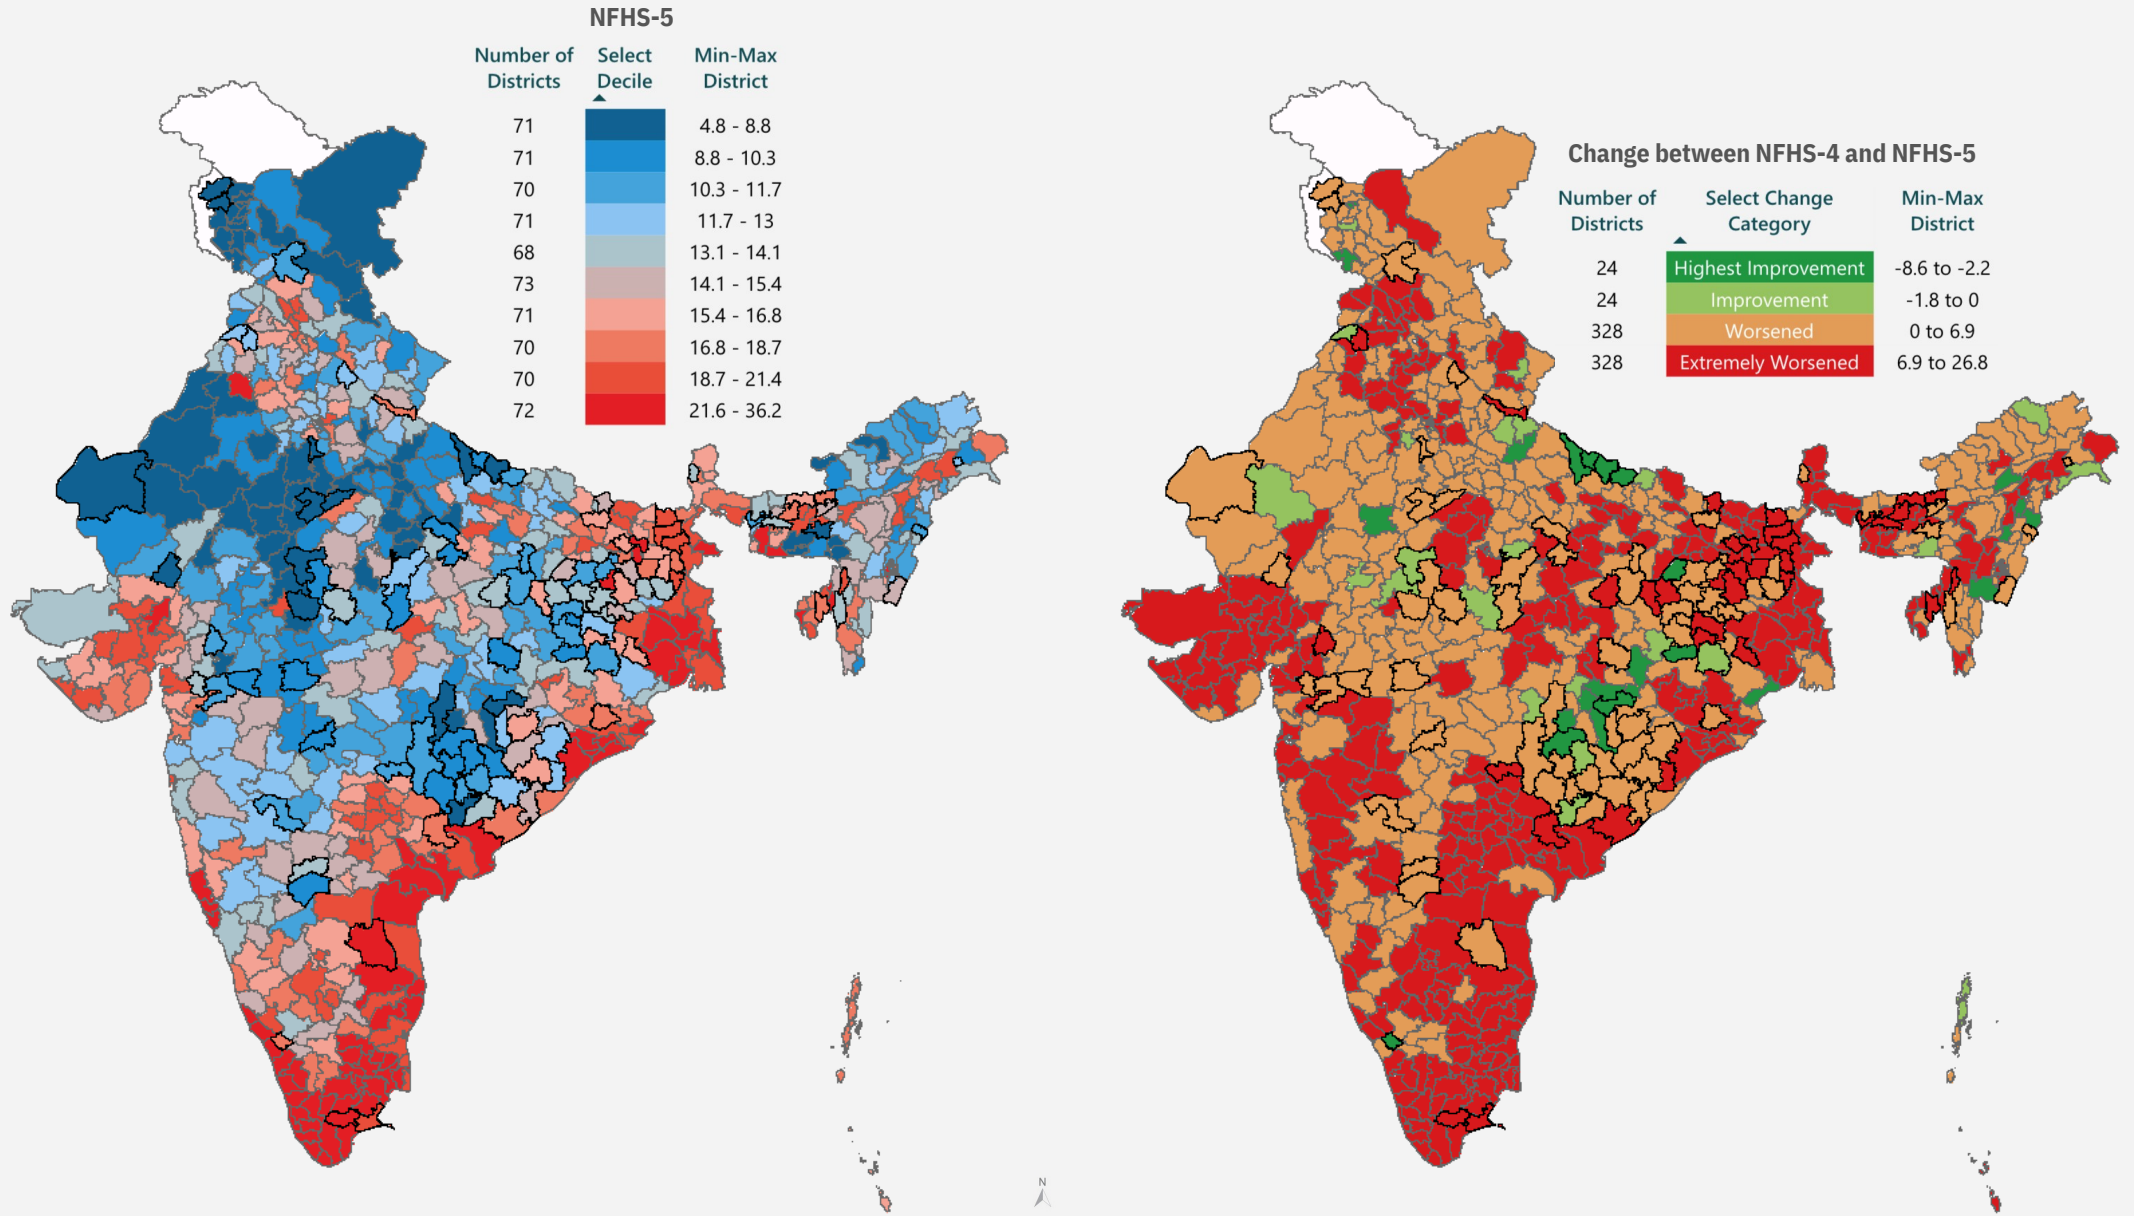 NFHS-5
Number of Districts Select Decile Min-Max District
71 4.8 - 8.8
71 8.8 - 10.3
70 10.3 - 11.7
71 11.7 - 13
68 13.1 - 14.1
73 14.1 - 15.4
71 15.4 - 16.8
70 16.8 - 18.7
70 18.7 - 21.4
72 21.6 - 36.2
Change between NFHS-4 and NFHS-5
Number of Districts Select Change Category Min-Max District
24 Highest Improvement -8.6 to -2.2
24 Improvement -1.8 to 0
328 Worsened 0 to 6.9
328 Extremely Worsened 6.9 to 26.8
N